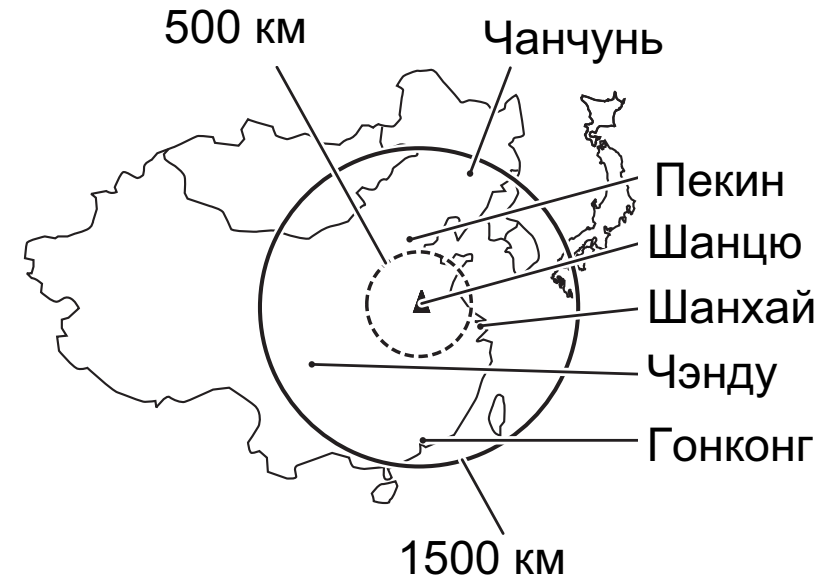 500 км
Чанчунь
Пекин
Шанцю
Шанхай
Чэнду
Гонконг
1500 км